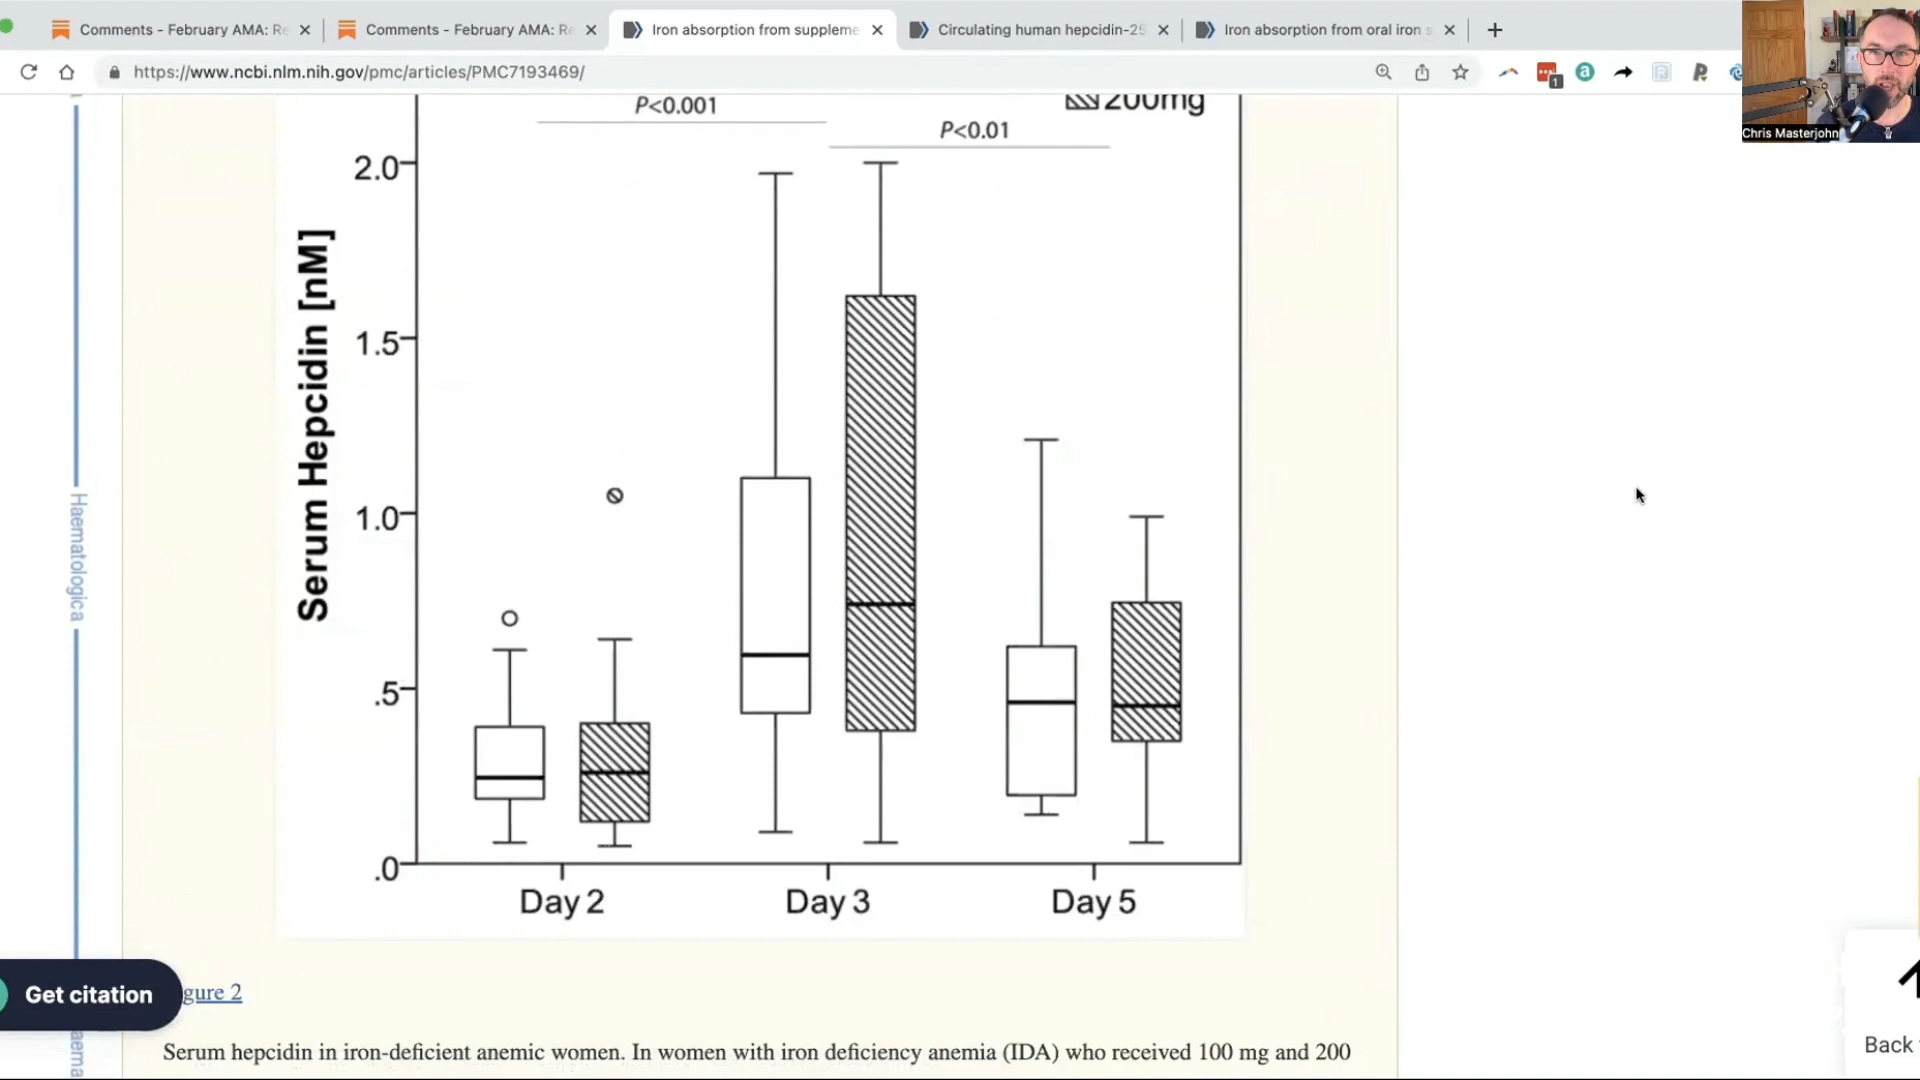 Comments - February AMA: Re
Comments - February AMA: Re
Iron absorption from suppleme
Circulating human hepcidin-25
Iron absorption from oral iron s
https://www.ncbi.nlm.nih.gov/pmc/articles/PMC7193469/
1
Chris Masterjohn
P<0.001
200mg
P<0.01
2.0
1.5
1.0
.5
.0
Serum Hepcidin [nM]
Day 2
Day 3
Day 5
Haematologica
Get citation
gure 2
Serum hepcidin in iron-deficient anemic women. In women with iron deficiency anemia (IDA) who received 100 mg and 200
aema
Back